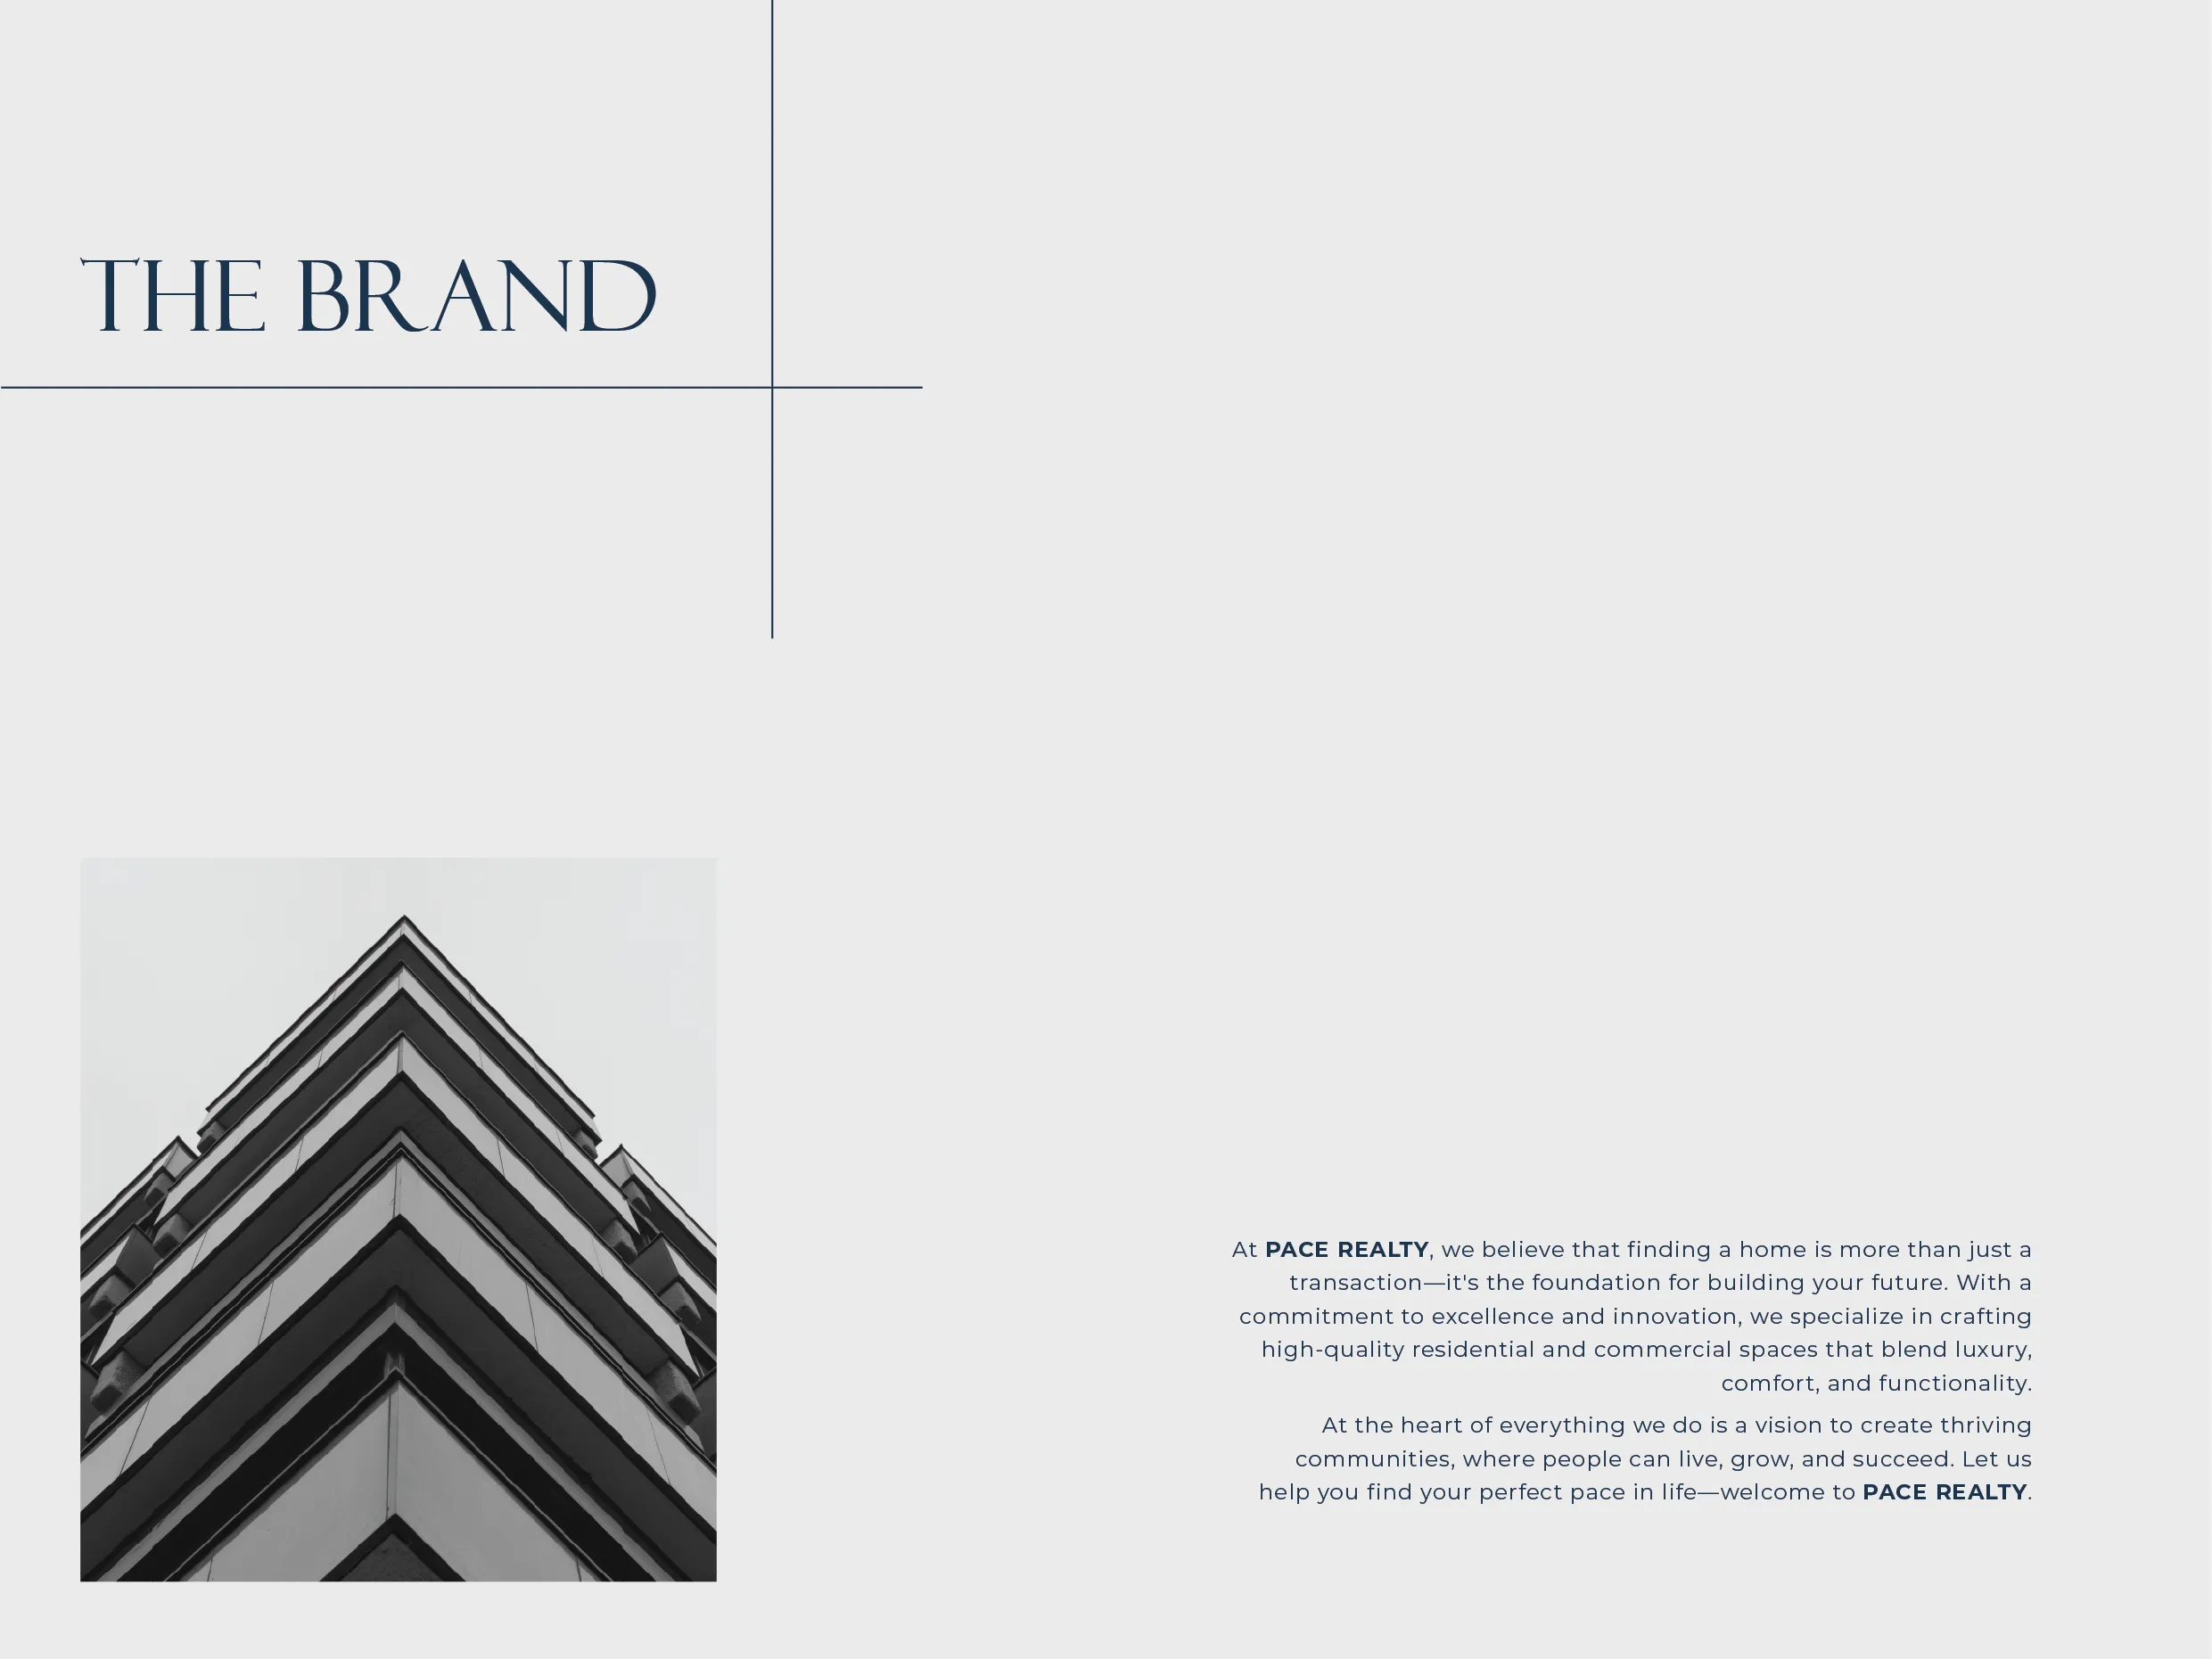 THE BRAND
At PACE REALTY, we believe that finding a home is more than just a
transaction—it's the foundation for building your future. With a
commitment to excellence and innovation, we specialize in crafting
high-quality residential and commercial spaces that blend luxury,
comfort, and functionality.
At the heart of everything we do is a vision to create thriving
communities, where people can live, grow, and succeed. Let us
help you find your perfect pace in life—welcome to PACE REALTY.